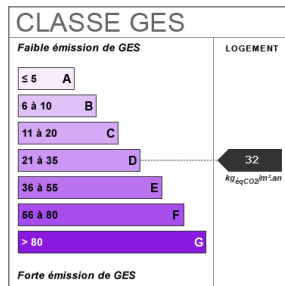 CLASSE GES
Faible émission de GES
LOGEMENT
≤ 5 A
6 à 10 B
11 à 20 C
21 à 35 D
32
kgéqCO2/m².an
36 à 55 E
56 à 80 F
> 80 G
Forte émission de GES